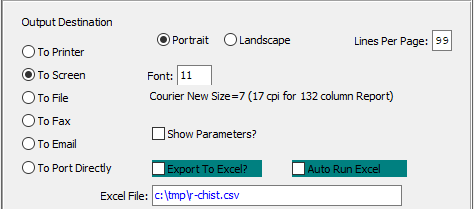 Output Destination
Portrait Landscape Lines Per Page: 99
To Printer
To Screen Font: 11
To File Courier New Size=7 (17 cpi for 132 column Report)
To Fax
Show Parameters?
To Email
To Port Directly Export To Excel? Auto Run Excel
Excel File: c:\tmp\r-chist.csv